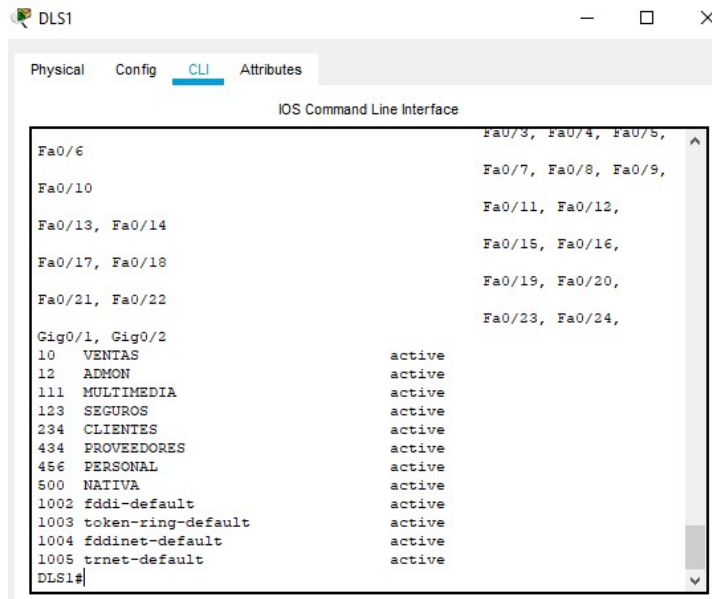 DLS1
Physical Config CLI Attributes
IOS Command Line Interface
Fa0/3, Fa0/4, Fa0/5,
Fa0/6
Fa0/7, Fa0/8, Fa0/9,
Fa0/10
Fa0/11, Fa0/12,
Fa0/13, Fa0/14
Fa0/15, Fa0/16,
Fa0/17, Fa0/18
Fa0/19, Fa0/20,
Fa0/21, Fa0/22
Fa0/23, Fa0/24,
Gig0/1, Gig0/2
10 VENTAS active
12 ADMON active
111 MULTIMEDIA active
123 SEGUROS active
234 CLIENTES active
434 PROVEEDORES active
456 PERSONAL active
500 NATIVA active
1002 fddi-default active
1003 token-ring-default active
1004 fddinet-default active
1005 trnet-default active
DLS1#